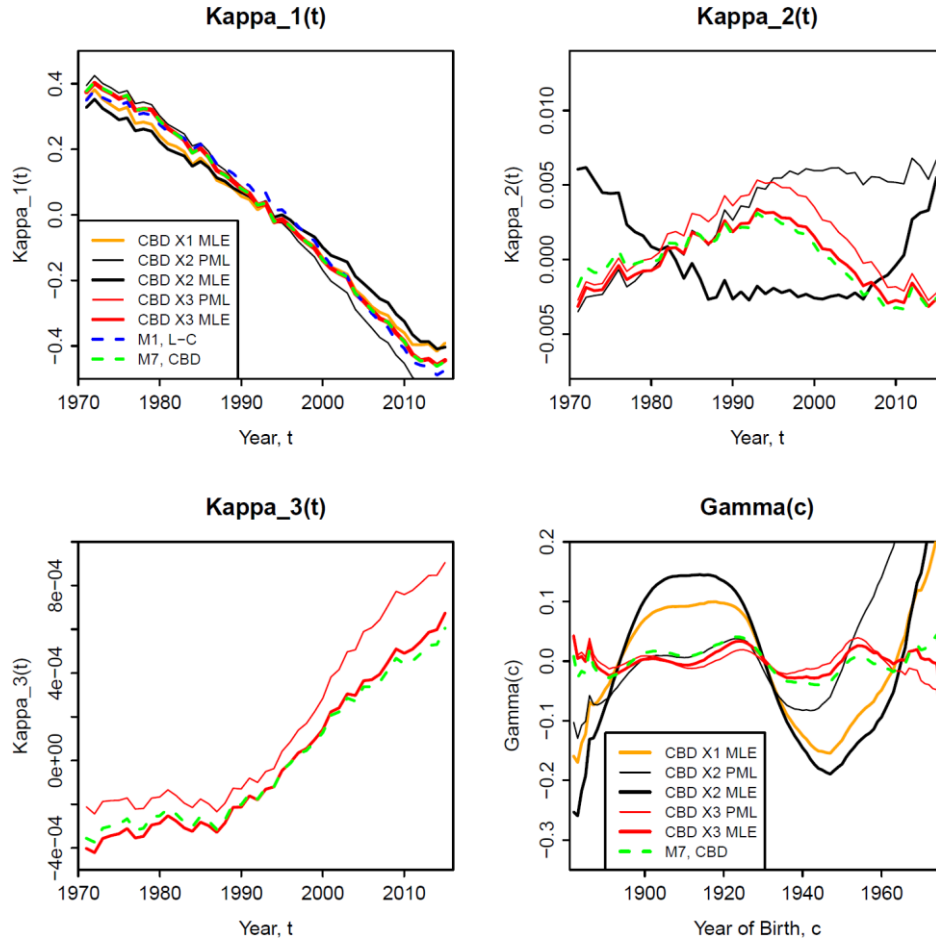 Kappa_1(t)
Kappa_1(t)
0.4
0.2
0.0
−0.2
−0.4
CBD X1 MLE
CBD X2 PML
CBD X2 MLE
CBD X3 PML
CBD X3 MLE
M1, L−C
M7, CBD
1970 1980 1990 2000 2010
Year, t
Kappa_2(t)
Kappa_2(t)
0.010
0.005
0.000
−0.005
1970 1980 1990 2000 2010
Year, t
Kappa_3(t)
Kappa_3(t)
8e−04
4e−04
0e+00
−4e−04
1970 1980 1990 2000 2010
Year, t
Gamma(c)
Gamma(c)
0.2
0.1
0.0
−0.1
−0.2
−0.3
CBD X1 MLE
CBD X2 PML
CBD X2 MLE
CBD X3 PML
CBD X3 MLE
M7, CBD
1900 1920 1940 1960
Year of Birth, c